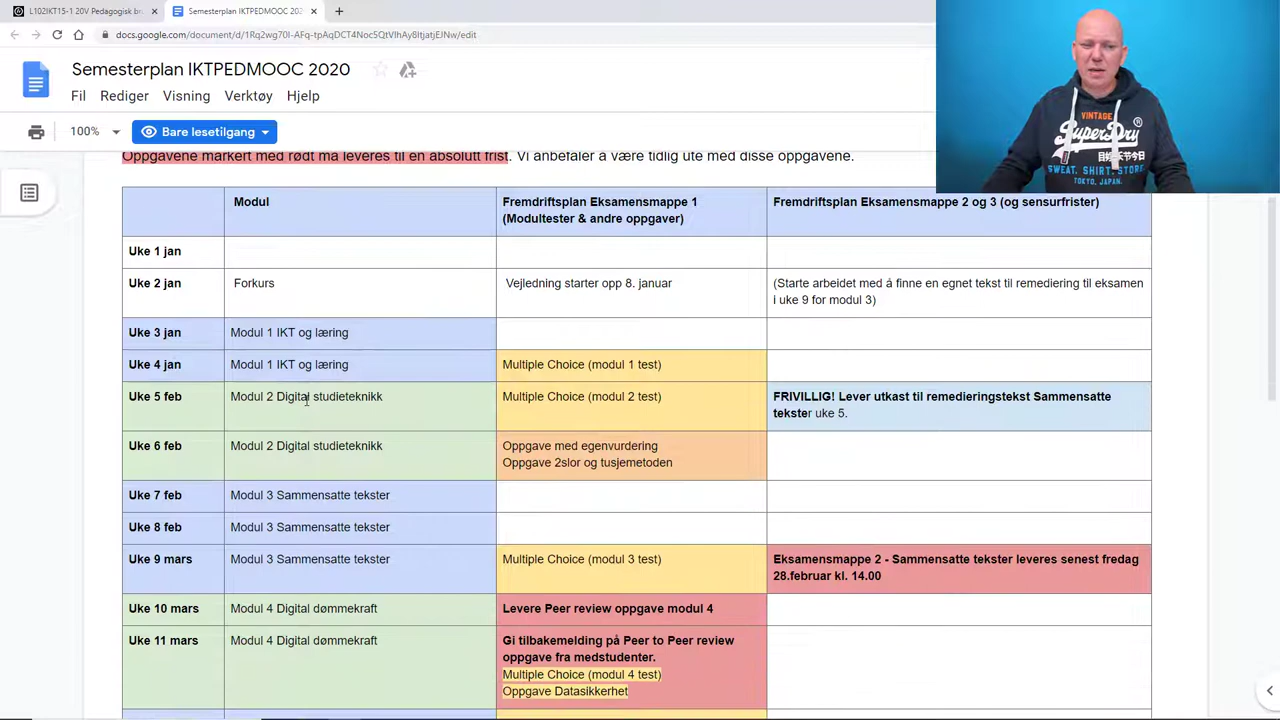 L102IKT15-1 20V Pedagogisk br
Semesterplan IKTPEDMOOC 202
docs.google.com/document/d/1Rq2wg70I-AFq-tpAqDCT4NocSQtVIhAy8ItjatjEJNw/edit
Semesterplan IKTPEDMOOC 2020
Fil Rediger Visning Verktøy Hjelp
100% Bare lesetilgang
VINTAGE
SuperDry
SWEAT. SHIRT. STORE.
TOKYO, JAPAN.
Oppgavene markert med rødt må leveres til en absolutt frist. Vi anbefaler å være tidlig ute med disse oppgavene.
Modul
Fremdriftsplan Eksamensmappe 1
(Modultester & andre oppgaver)
Fremdriftsplan Eksamensmappe 2 og 3 (og sensurfrister)
Uke 1 jan
Uke 2 jan
Forkurs
Vejledning starter opp 8. januar
(Starte arbeidet med å finne en egnet tekst til remediering til eksamen
i uke 9 for modul 3)
Uke 3 jan
Modul 1 IKT og læring
Uke 4 jan
Modul 1 IKT og læring
Multiple Choice (modul 1 test)
Uke 5 feb
Modul 2 Digital studieteknikk
Multiple Choice (modul 2 test)
FRIVILLIG! Lever utkast til remedieringstekst Sammensatte
tekster uke 5.
Uke 6 feb
Modul 2 Digital studieteknikk
Oppgave med egenvurdering
Oppgave 2slor og tusjemetoden
Uke 7 feb
Modul 3 Sammensatte tekster
Uke 8 feb
Modul 3 Sammensatte tekster
Uke 9 mars
Modul 3 Sammensatte tekster
Multiple Choice (modul 3 test)
Eksamensmappe 2 - Sammensatte tekster leveres senest fredag
28.februar kl. 14.00
Uke 10 mars
Modul 4 Digital dømmekraft
Levere Peer review oppgave modul 4
Uke 11 mars
Modul 4 Digital dømmekraft
Gi tilbakemelding på Peer to Peer review
oppgave fra medstudenter.
Multiple Choice (modul 4 test)
Oppgave Datasikkerhet